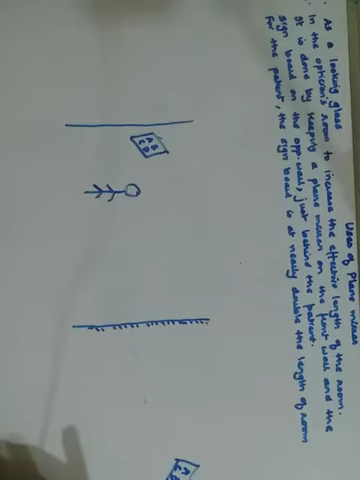 Uses of Plane mirror
· As a looking glass
· In the optician's room to increase the effective length of the room.
It is done by keeping a plane mirror on the front wall and the
sign board on the opp. wall, just behind the patient.
For the patient, the sign board is at nearly double the length of room